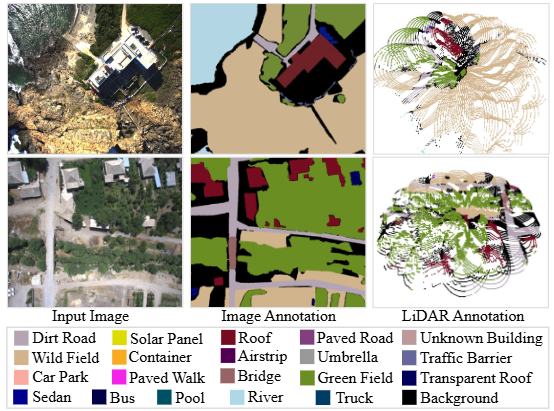 Input Image Image Annotation LiDAR Annotation
Dirt Road Solar Panel Roof Paved Road Unknown Building
Wild Field Container Airstrip Umbrella Traffic Barrier
Car Park Paved Walk Bridge Green Field Transparent Roof
Sedan Bus Pool River Truck Background